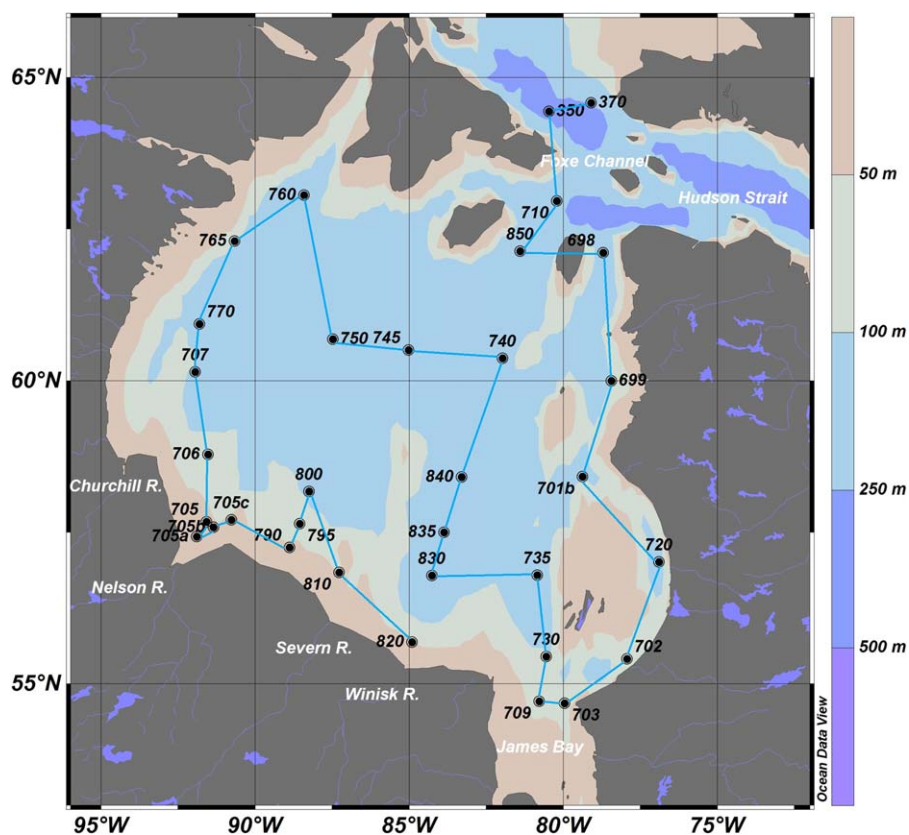 65°N
60°N
55°N
350
370
Foxe Channel
Hudson Strait
760
710
850
698
765
770
750
745
740
707
699
706
Churchill R.
800
840
701b
705
705c
705b
705a
790
795
835
830
735
720
Nelson R.
810
820
730
702
Severn R.
Winisk R.
709
703
James Bay
95°W
90°W
85°W
80°W
75°W
50 m
100 m
250 m
500 m
Ocean Data View